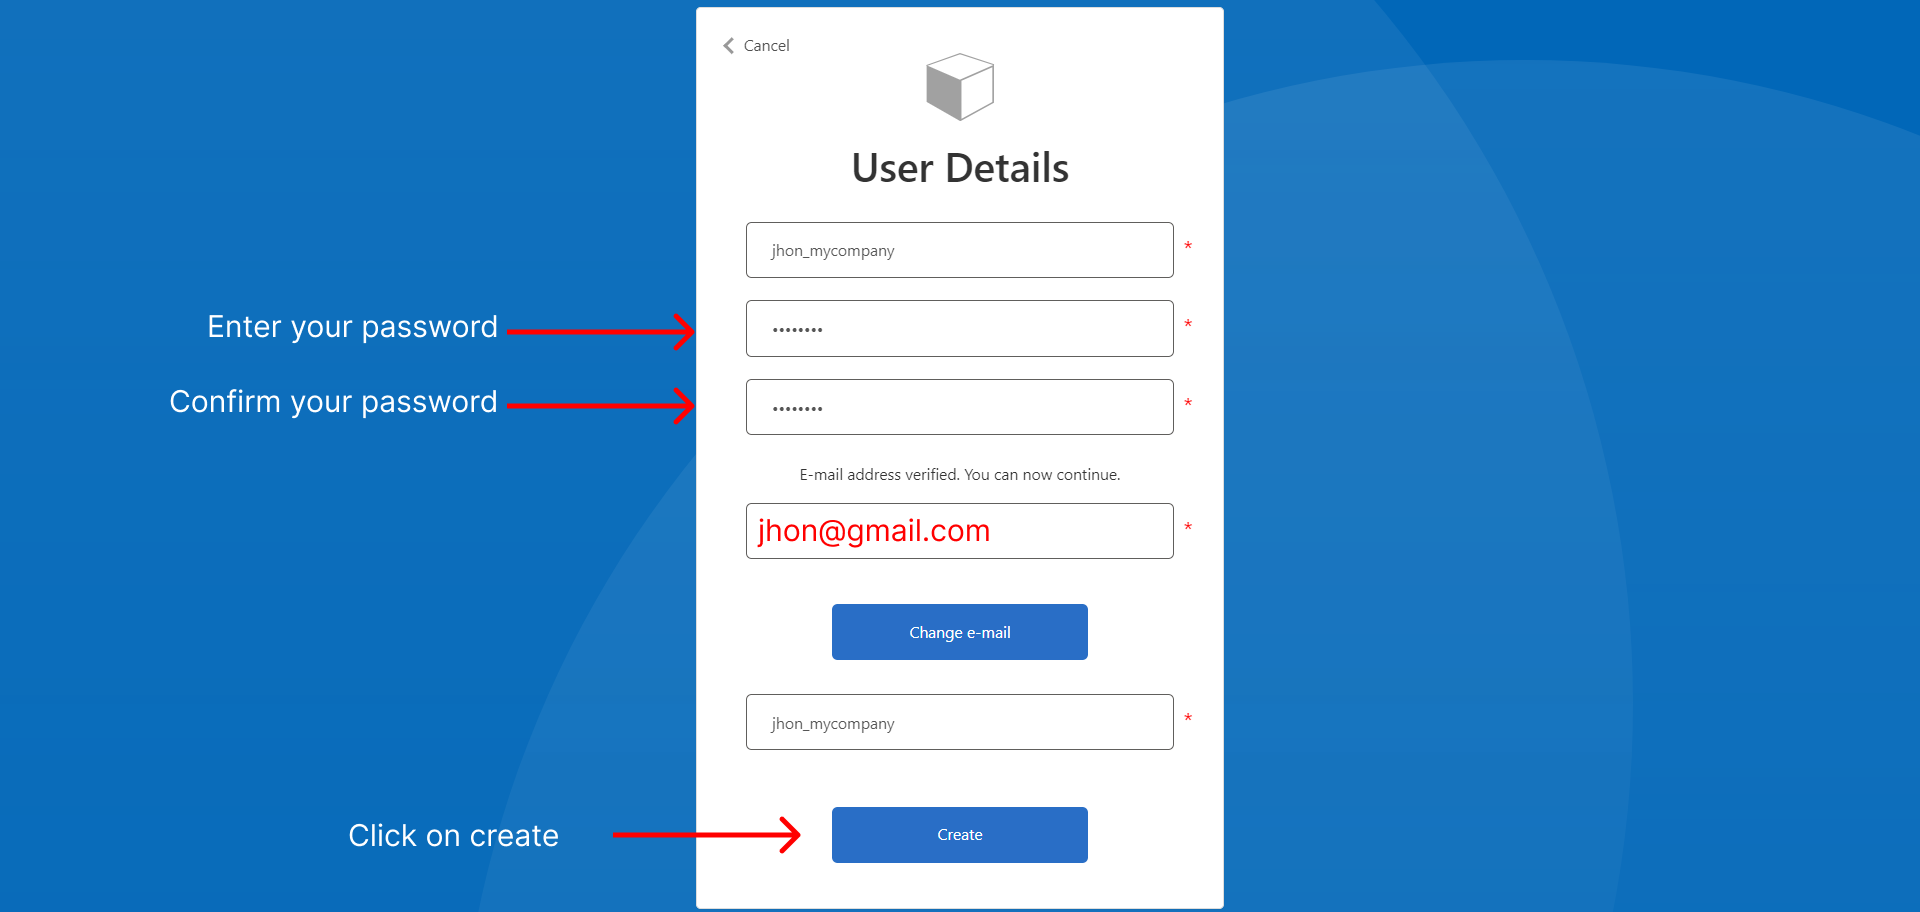 Cancel
User Details
jhon_mycompany
*
Enter your password
••••••••
*
Confirm your password
••••••••
*
E-mail address verified. You can now continue.
jhon@gmail.com
*
Change e-mail
jhon_mycompany
*
Click on create
Create